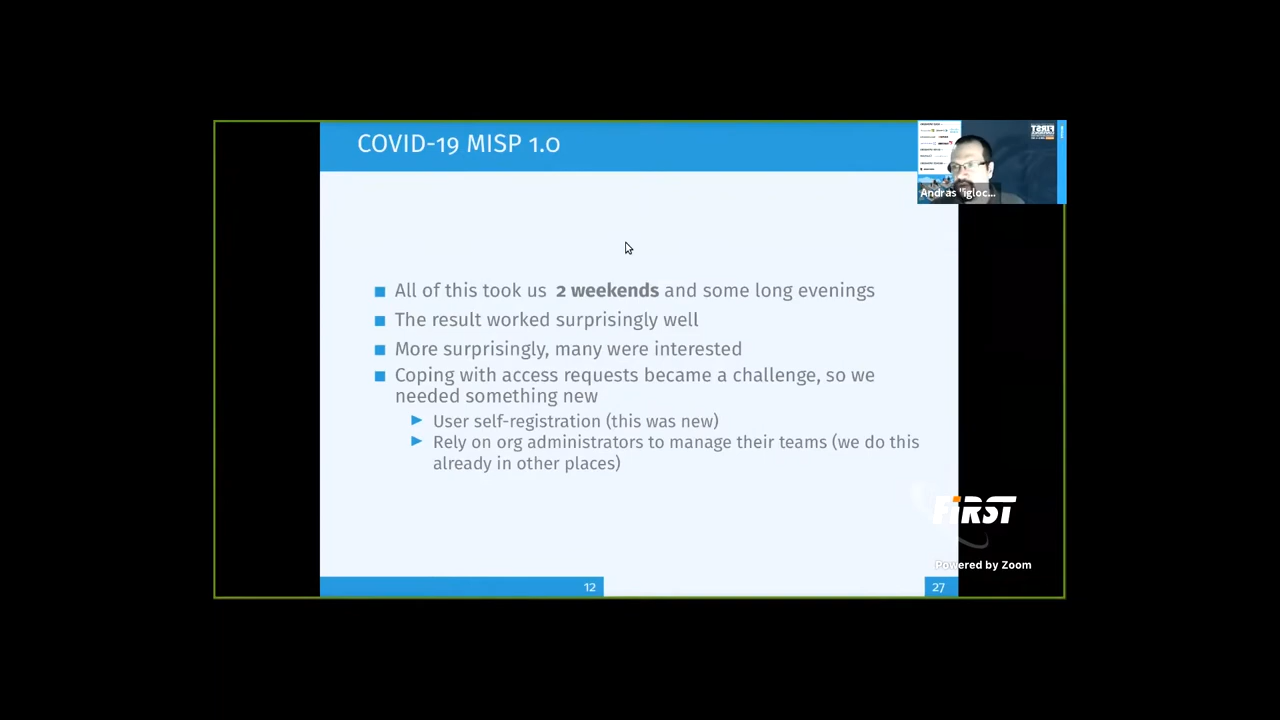 COVID-19 MISP 1.0
Andras "igloc...
All of this took us 2 weekends and some long evenings
The result worked surprisingly well
More surprisingly, many were interested
Coping with access requests became a challenge, so we
needed something new
User self-registration (this was new)
Rely on org administrators to manage their teams (we do this
already in other places)
FiRST
Powered by Zoom
12
27